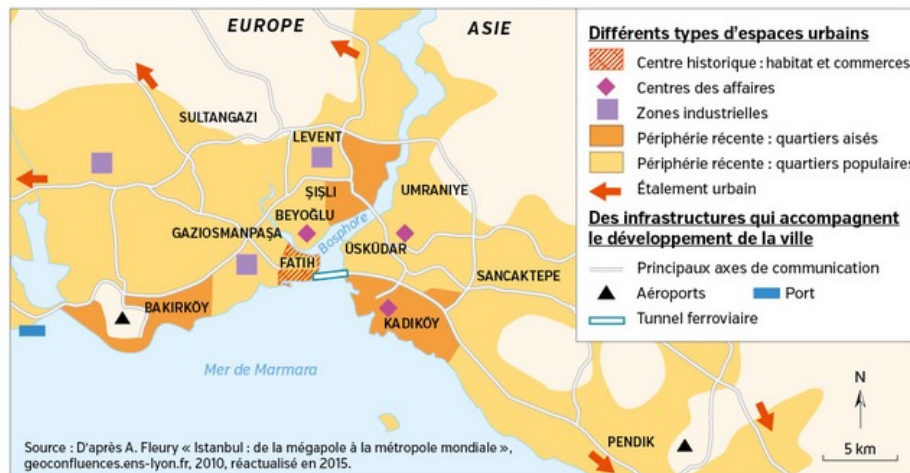 EUROPE
ASIE
SULTANGAZI
LEVENT
ŞIŞLI
BEYOĞLU
UMRANIYE
GAZIOSMANPAŞA
Bosphore
ÜSKÜDAR
FATIH
SANCAKTEPE
BAKIRKÖY
KADIKÖY
Mer de Marmara
PENDIK
Source : D'après A. Fleury « Istanbul : de la mégapole à la métropole mondiale »,
geoconfluences.ens-lyon.fr, 2010, réactualisé en 2015.
Différents types d'espaces urbains
Centre historique : habitat et commerces
Centres des affaires
Zones industrielles
Périphérie récente : quartiers aisés
Périphérie récente : quartiers populaires
Étalement urbain
Des infrastructures qui accompagnent
le développement de la ville
Principaux axes de communication
Aéroports
Port
Tunnel ferroviaire
N
5 km